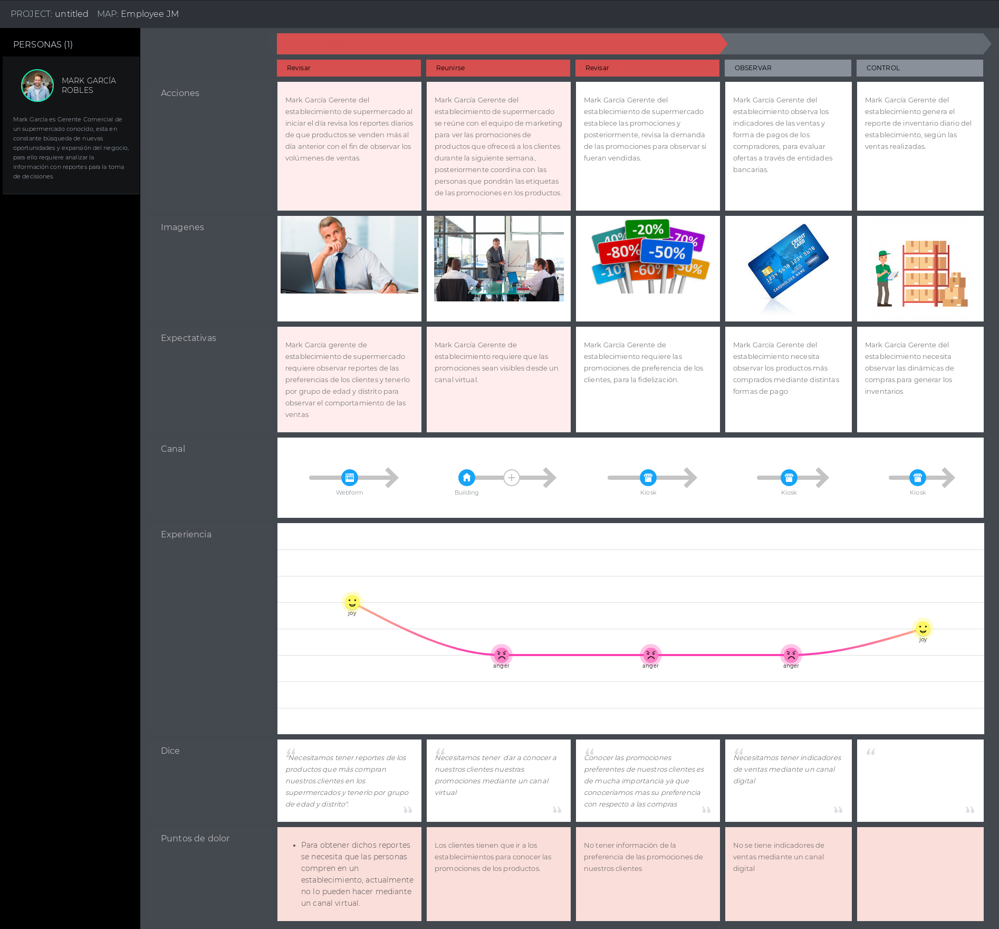 PROJECT: untitled MAP: Employee JM
PERSONAS (1)
MARK GARCÍA
ROBLES
Mark García es Gerente Comercial de
un supermercado conocido, esta en
constante búsqueda de nuevas
oportunidades y expansión del negocio,
para ello requiere analizar la
información con reportes para la toma
de decisiones.
Revisar
Reunirse
Revisar
OBSERVAR
CONTROL
Acciones
Mark García Gerente del
establecimiento de supermercado al
iniciar el día revisa los reportes diarios
de que productos se venden más al
día anterior con el fin de observar los
volúmenes de ventas.
Mark García Gerente del
establecimiento de supermercado
se reúne con el equipo de marketing
para ver las promociones de
productos que ofrecerá a los clientes
durante la siguiente semana,
posteriormente coordina con las
personas que pondrán las etiquetas
de las promociones en los productos.
Mark García Gerente del
establecimiento de supermercado
establece las promociones y
posteriormente, revisa la demanda
de las promociones para observar si
fueran vendidas.
Mark García Gerente del
establecimiento observa los
indicadores de las ventas y
forma de pagos de los
compradores, para evaluar
ofertas a través de entidades
bancarias.
Mark García Gerente del
establecimiento genera el
reporte de inventario diario del
establecimiento, según las
ventas realizadas.
Imagenes
-20%
-40%
-70%
-80%
-50%
-10%
-60%
-30%
CREDIT
CARD
1234 5678 1234 5678
CARDHOLDER NAME
Expectativas
Mark García gerente de
establecimiento de supermercado
requiere observar reportes de las
preferencias de los clientes y tenerlo
por grupo de edad y distrito para
observar el comportamiento de las
ventas
Mark García Gerente de
establecimiento requiere que las
promociones sean visibles desde un
canal virtual.
Mark García Gerente de
establecimiento requiere las
promociones de preferencia de los
clientes, para la fidelización.
Mark García Gerente del
establecimiento necesita
observar los productos más
comprados mediante distintas
formas de pago
Mark García Gerente del
establecimiento necesita
observar las dinámicas de
compras para generar los
inventarios
Canal
Webform
Building
Kiosk
Kiosk
Kiosk
Experiencia
joy
anger
anger
anger
joy
Dice
"Necesitamos tener reportes de los
productos que más compran
nuestros clientes en los
supermercados y tenerlo por grupo
de edad y distrito".
Necesitamos tener dar a conocer a
nuestros clientes nuestras
promociones mediante un canal
virtual
Conocer las promociones
preferentes de nuestros clientes es
de mucha importancia ya que
conoceríamos mas su preferencia
con respecto a las compras
Necesitamos tener indicadores
de ventas mediante un canal
digital
Puntos de dolor
• Para obtener dichos reportes
se necesita que las personas
compren en un
establecimiento, actualmente
no lo pueden hacer mediante
un canal virtual.
Los clientes tienen que ir a los
establecimientos para conocer las
promociones de los productos.
No tener información de la
preferencia de las promociones de
nuestros clientes
No se tiene indicadores de
ventas mediante un canal
digital